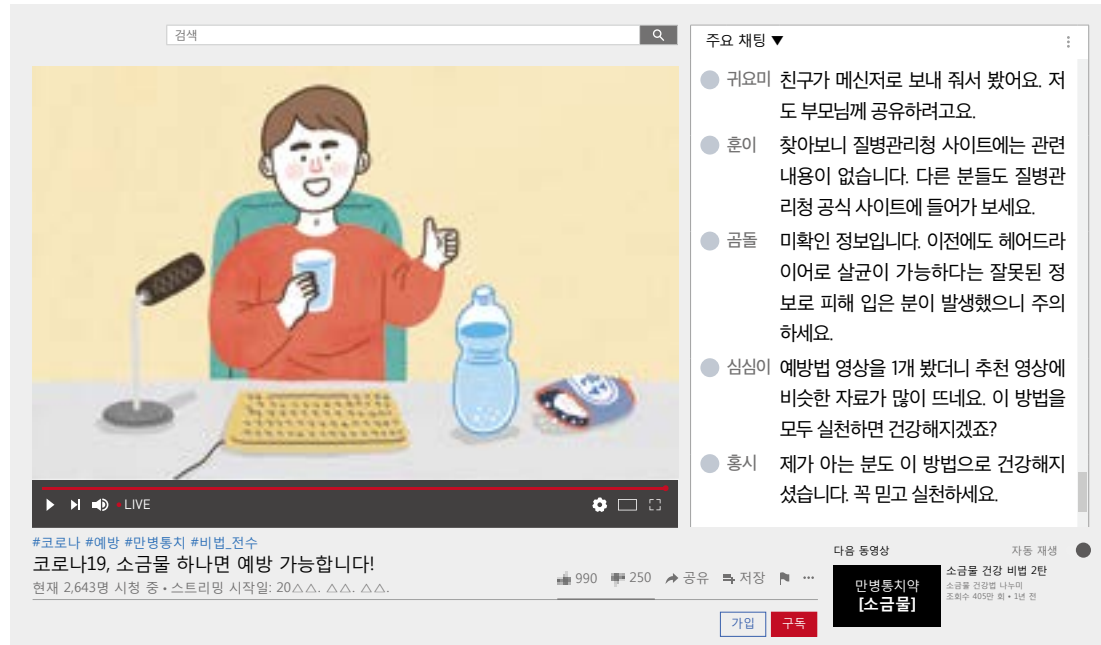 검색
LIVE
#코로나 #예방 #만병통치 #비법_전수
코로나19, 소금물 하나면 예방 가능합니다!
현재 2,643명 시청 중 • 스트리밍 시작일: 20△△. △△. △△.
990 250 공유 저장 ...
가입 구독
주요 채팅 ▼
귀요미 친구가 메신저로 보내 줘서 봤어요. 저
도 부모님께 공유하려고요.
훈이 찾아보니 질병관리청 사이트에는 관련
내용이 없습니다. 다른 분들도 질병관
리청 공식 사이트에 들어가 보세요.
곰돌 미확인 정보입니다. 이전에도 헤어드라
이어로 살균이 가능하다는 잘못된 정
보로 피해 입은 분이 발생했으니 주의
하세요.
심심이 예방법 영상을 1개 봤더니 추천 영상에
비슷한 자료가 많이 뜨네요. 이 방법을
모두 실천하면 건강해지겠죠?
홍시 제가 아는 분도 이 방법으로 건강해지
셨습니다. 꼭 믿고 실천하세요.
다음 동영상 자동 재생
만병통치약
[소금물]
소금물 건강 비법 2탄
소금물 건강법 나누미
조회수 405만 회 • 1년 전